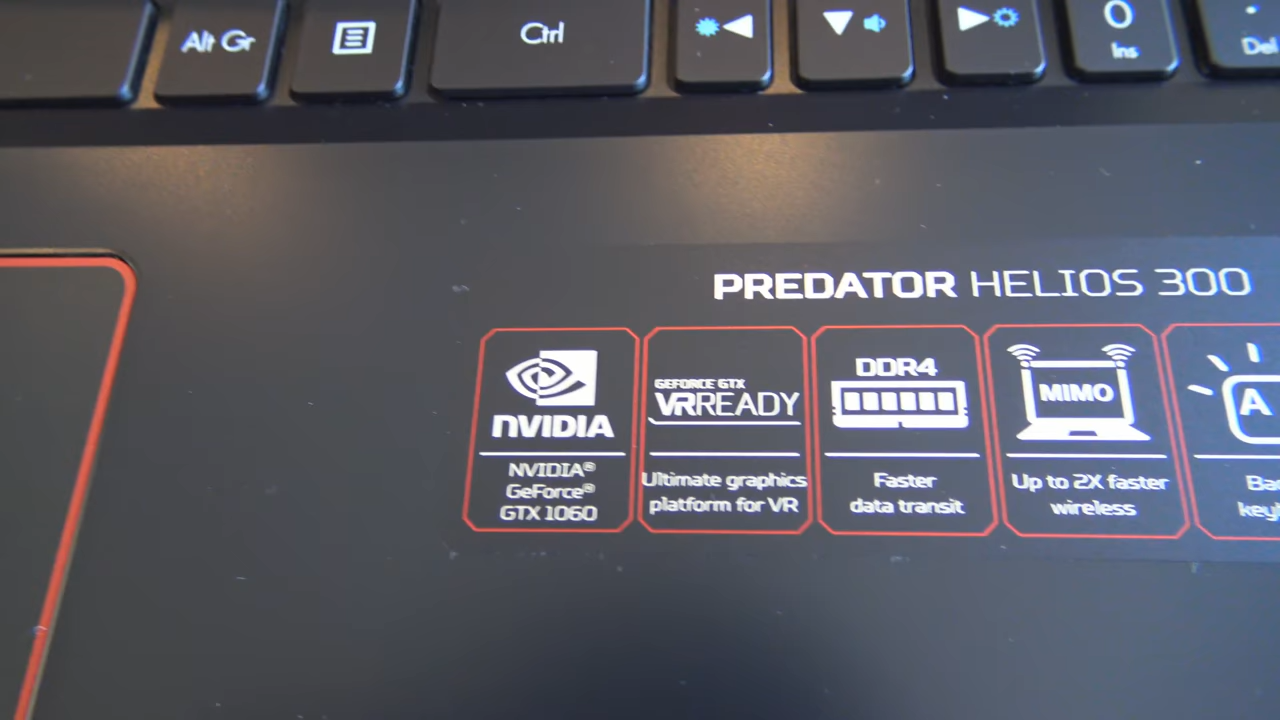 Alt Gr
Ctrl
0
Ins
.
Del
PREDATOR HELIOS 300
NVIDIA
NVIDIA®
GeForce®
GTX 1060
GEFORCE GTX
VRREADY
Ultimate graphics
platform for VR
DDR4
Faster
data transit
MIMO
Up to 2X faster
wireless
A